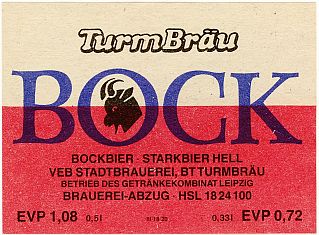 TurmBräu
BOCK
BOCKBIER · STARKBIER HELL
VEB STADTBRAUEREI, BT TURMBRÄU
BETRIEB DES GETRÄNKEKOMBINAT LEIPZIG
BRAUEREI-ABZUG · HSL 18 24 100
EVP 1,08 0,5l 0,33l EVP 0,72